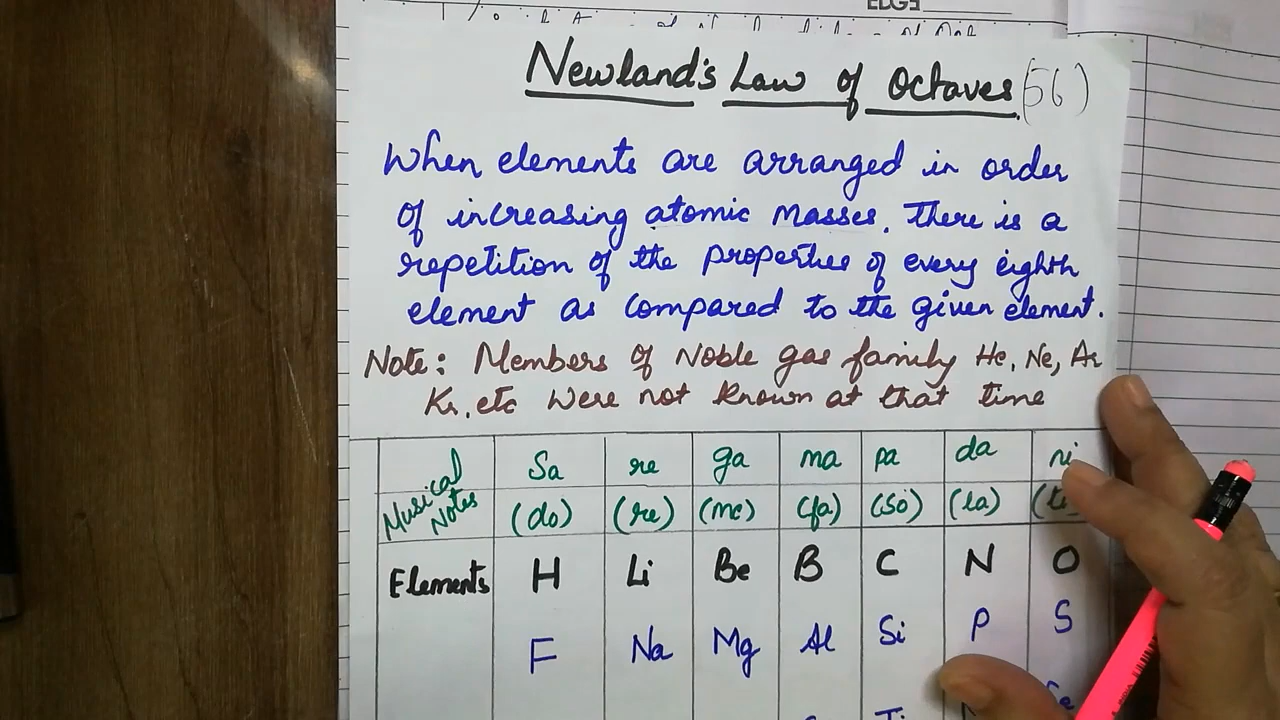 Newland's Law of Octaves (56)
When elements are arranged in order
of increasing atomic masses, there is a
repetition of the properties of every eighth
element as compared to the given element.
Note: Members of Noble gas family He, Ne, Ar
Kr, etc were not known at that time
Musical Notes Sa re ga ma pa da ni
(do) (re) (me) (fa) (so) (la)
Elements H Li Be B C N O
F Na Mg Al Si P S